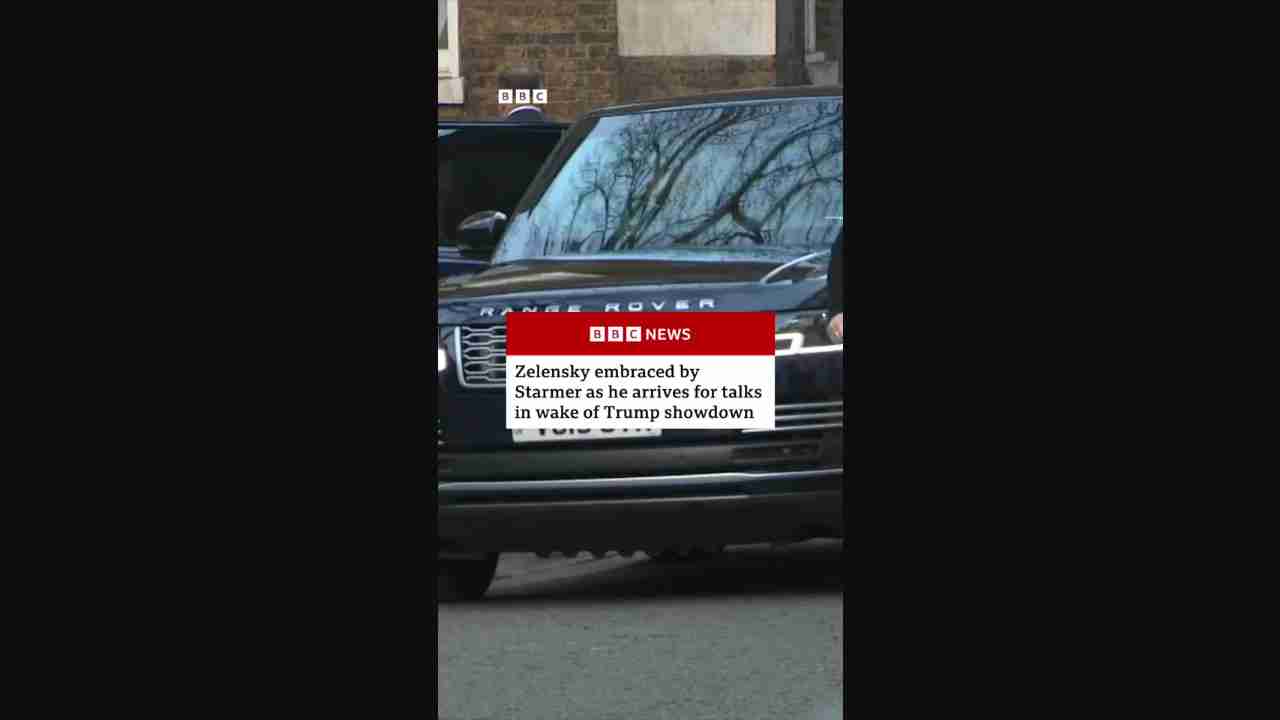 BBC
RANGE ROVER
BBC NEWS
Zelensky embraced by
Starmer as he arrives for talks
in wake of Trump showdown